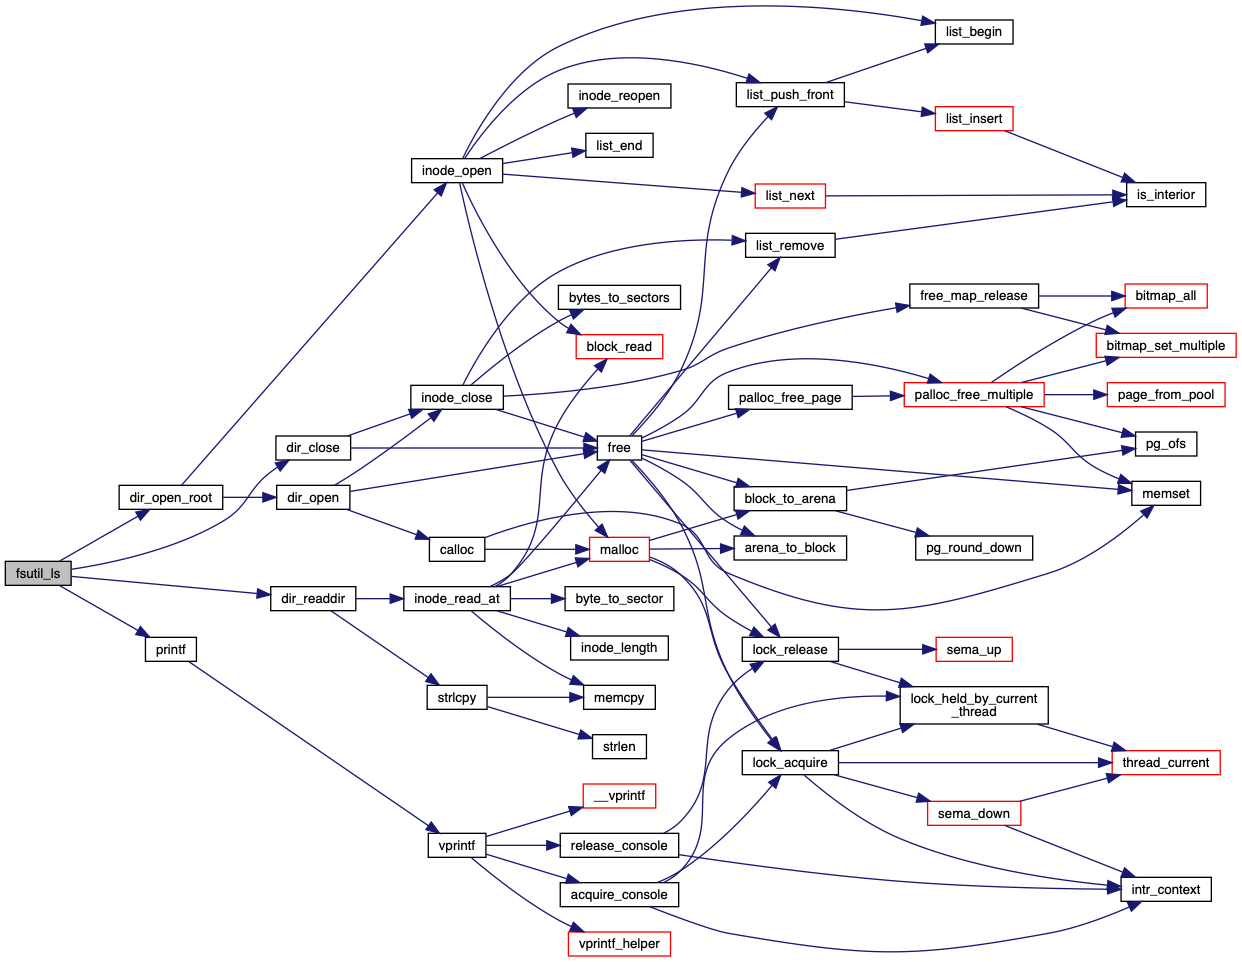 list_begin
inode_reopen
list_push_front
list_insert
list_end
inode_open
list_next
is_interior
list_remove
bytes_to_sectors
free_map_release
bitmap_all
block_read
bitmap_set_multiple
inode_close
palloc_free_page
palloc_free_multiple
page_from_pool
dir_close
free
pg_ofs
dir_open_root
dir_open
block_to_arena
memset
calloc
malloc
arena_to_block
pg_round_down
fsutil_ls
dir_readdir
inode_read_at
byte_to_sector
printf
inode_length
lock_release
sema_up
strlcpy
memcpy
lock_held_by_current
_thread
strlen
lock_acquire
thread_current
__vprintf
sema_down
vprintf
release_console
acquire_console
intr_context
vprintf_helper